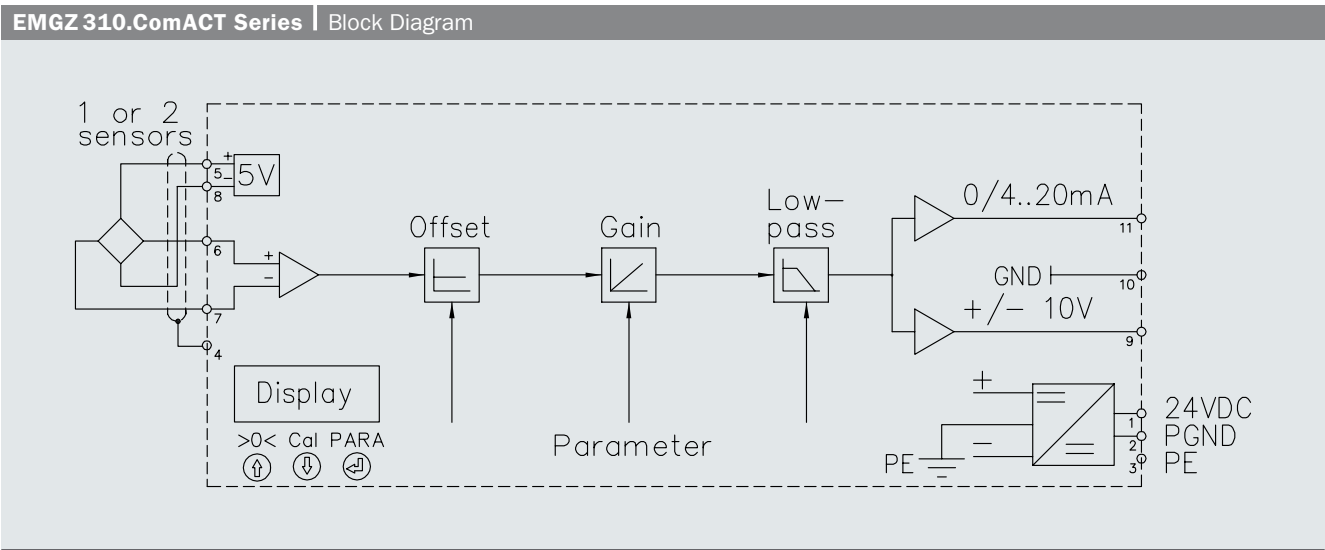 EMGZ 310.ComACT Series | Block Diagram
1 or 2
sensors
+
5
-
8
5V
6
7
4
+
-
Offset
Gain
Low-
pass
0/4..20mA
11
GND
10
+/- 10V
9
Parameter
Display
>0< Cal PARA
+
-
PE
1
2
3
24VDC
PGND
PE